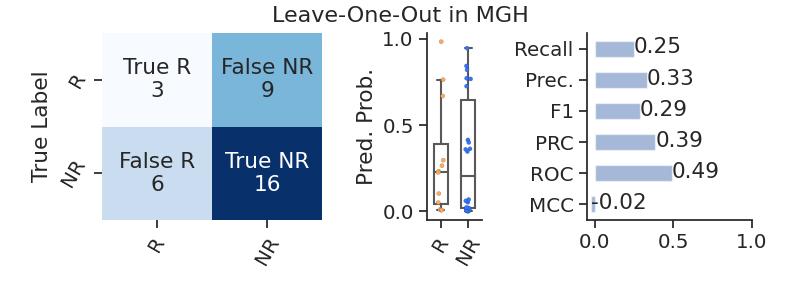 Leave-One-Out in MGH
True Label
R
NR
True R
3
False NR
9
False R
6
True NR
16
R
NR
Pred. Prob.
1.0
0.5
0.0
R
NR
Recall
0.25
Prec.
0.33
F1
0.29
PRC
0.39
ROC
0.49
MCC
-0.02
0.0
0.5
1.0